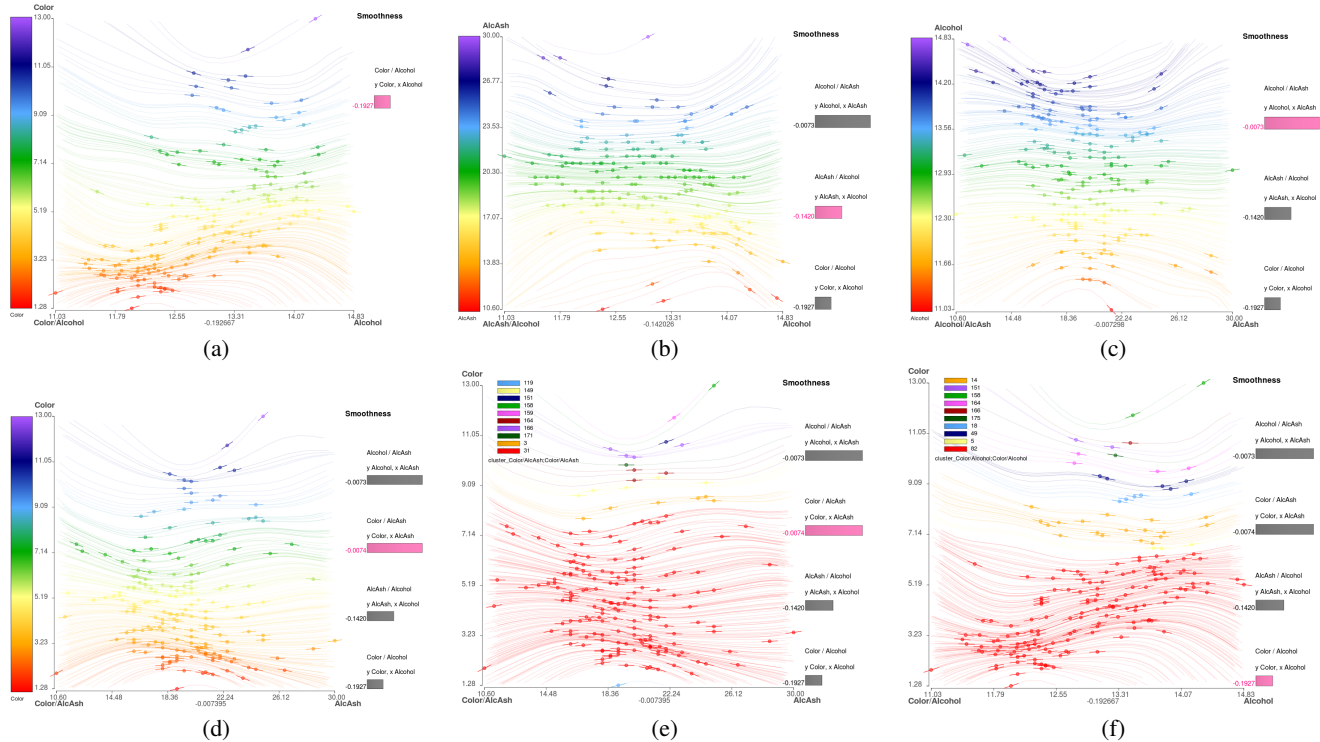 Color
13.00
11.05
9.09
7.14
5.19
3.23
1.28
Color
11.03 11.79 12.55 13.31 14.07 14.83
Color/Alcohol -0.192667 Alcohol
Smoothness
Color / Alcohol
y Color, x Alcohol
-0.1927
(a)
AlcAsh
30.00
26.77
23.53
20.30
17.07
13.83
10.60
AlcAsh
11.03 11.79 12.55 13.31 14.07 14.83
AlcAsh/Alcohol -0.142026 Alcohol
Smoothness
Alcohol / AlcAsh
y Alcohol, x AlcAsh
-0.0073
AlcAsh / Alcohol
y AlcAsh, x Alcohol
-0.1420
Color / Alcohol
y Color, x Alcohol
-0.1927
(b)
Alcohol
14.83
14.20
13.56
12.93
12.30
11.66
11.03
Alcohol
10.60 14.48 18.36 22.24 26.12 30.00
Alcohol/AlcAsh -0.007298 AlcAsh
Smoothness
Alcohol / AlcAsh
y Alcohol, x AlcAsh
-0.0073
AlcAsh / Alcohol
y AlcAsh, x Alcohol
-0.1420
Color / Alcohol
y Color, x Alcohol
-0.1927
(c)
Color
13.00
11.05
9.09
7.14
5.19
3.23
1.28
Color
10.60 14.48 18.36 22.24 26.12 30.00
Color/AlcAsh -0.007395 AlcAsh
Smoothness
Alcohol / AlcAsh
y Alcohol, x AlcAsh
-0.0073
Color / AlcAsh
y Color, x AlcAsh
-0.0074
AlcAsh / Alcohol
y AlcAsh, x Alcohol
-0.1420
Color / Alcohol
y Color, x Alcohol
-0.1927
(d)
Color
119
149
151
158
159
164
166
171
3
31
cluster_Color/AlcAsh;Color/AlcAsh
13.00
11.05
9.09
7.14
5.19
3.23
1.28
10.60 14.48 18.36 22.24 26.12 30.00
Color/AlcAsh -0.007395 AlcAsh
Smoothness
Alcohol / AlcAsh
y Alcohol, x AlcAsh
-0.0073
Color / AlcAsh
y Color, x AlcAsh
-0.0074
AlcAsh / Alcohol
y AlcAsh, x Alcohol
-0.1420
Color / Alcohol
y Color, x Alcohol
-0.1927
(e)
Color
14
151
158
164
166
175
18
49
5
82
cluster_Color/Alcohol;Color/Alcohol
13.00
11.05
9.09
7.14
5.19
3.23
1.28
11.03 11.79 12.55 13.31 14.07 14.83
Color/Alcohol -0.192667 Alcohol
Smoothness
Alcohol / AlcAsh
y Alcohol, x AlcAsh
-0.0073
Color / AlcAsh
y Color, x AlcAsh
-0.0074
AlcAsh / Alcohol
y AlcAsh, x Alcohol
-0.1420
Color / Alcohol
y Color, x Alcohol
-0.1927
(f)